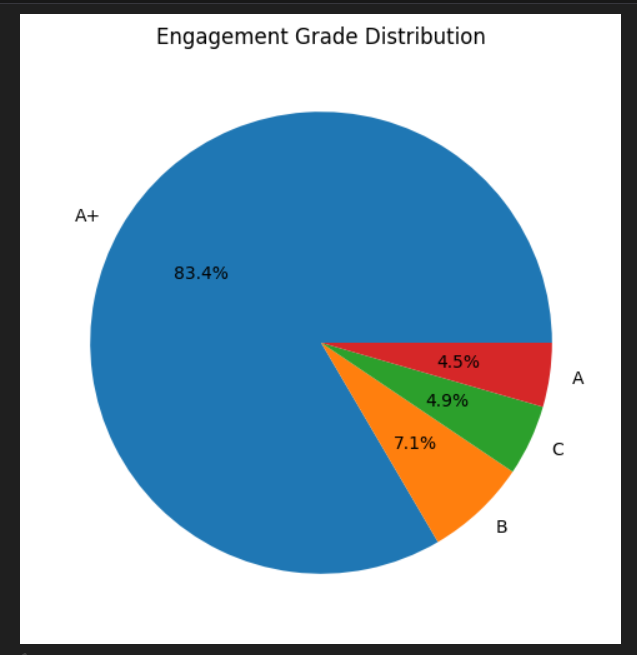 Engagement Grade Distribution
A+
83.4%
4.5%
A
4.9%
C
7.1%
B